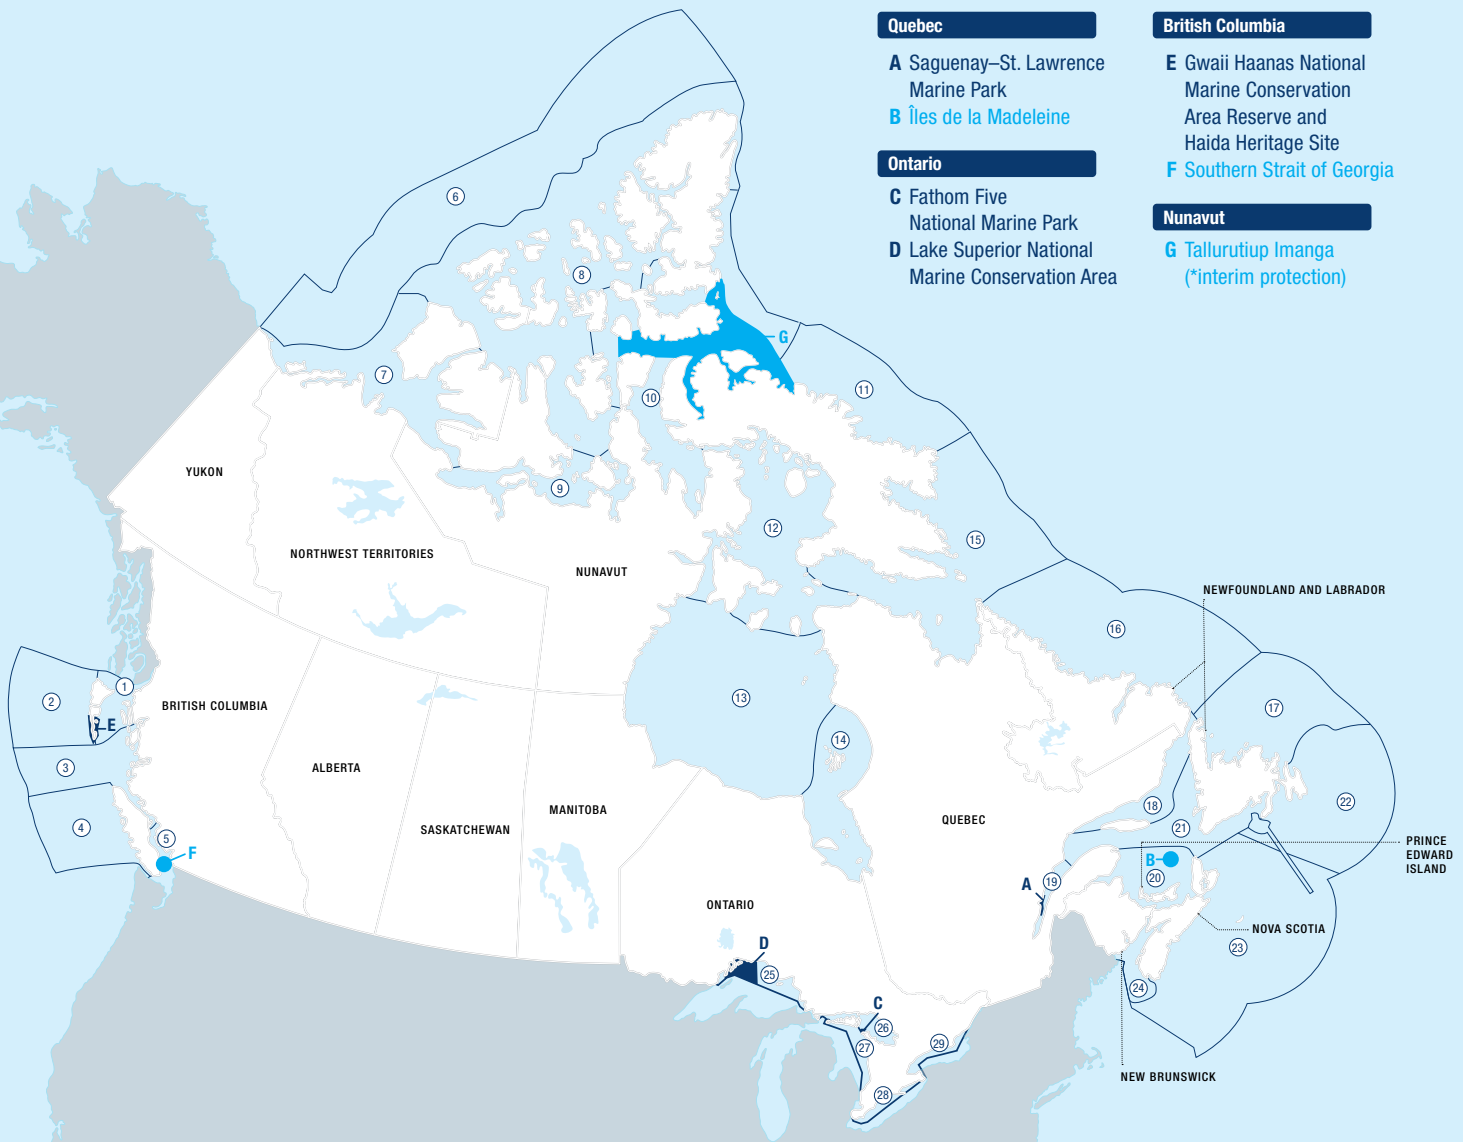 Quebec
A Saguenay–St. Lawrence
Marine Park
B Îles de la Madeleine
Ontario
C Fathom Five
National Marine Park
D Lake Superior National
Marine Conservation Area
British Columbia
E Gwaii Haanas National
Marine Conservation
Area Reserve and
Haida Heritage Site
F Southern Strait of Georgia
Nunavut
G Tallurutiup Imanga
(*interim protection)
6
8
G
7
10
11
YUKON
9
12
15
NORTHWEST TERRITORIES
NUNAVUT
NEWFOUNDLAND AND LABRADOR
16
1
2
E
BRITISH COLUMBIA
13
17
3
ALBERTA
14
4
5
F
SASKATCHEWAN
MANITOBA
QUEBEC
18
21
22
PRINCE
EDWARD
ISLAND
B
20
19
A
ONTARIO
NOVA SCOTIA
23
D
25
24
C
26
27
29
28
NEW BRUNSWICK